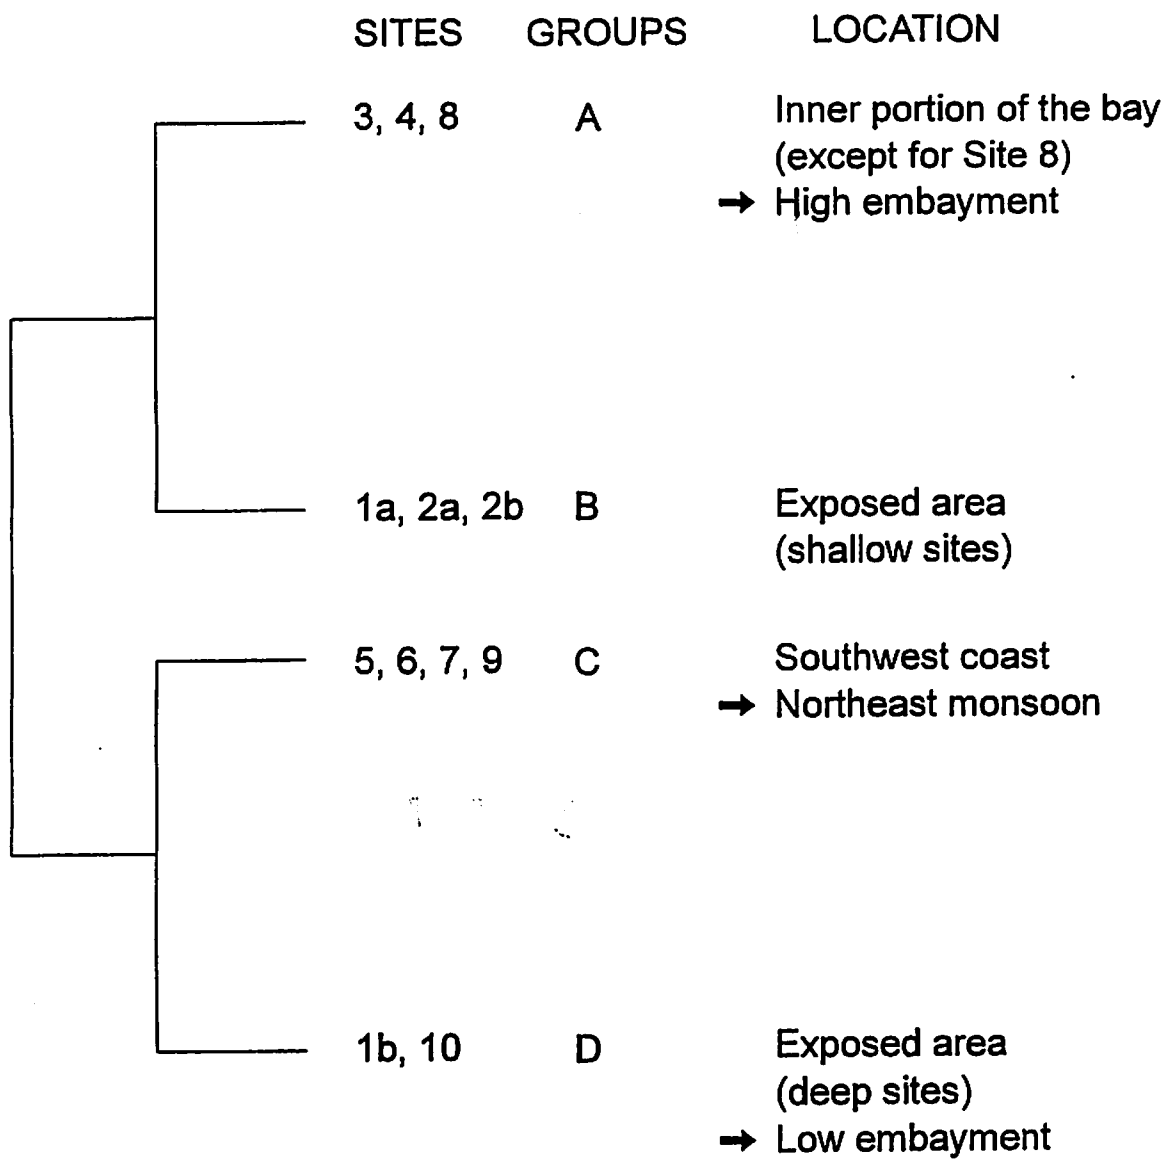 SITES GROUPS LOCATION
3, 4, 8 A Inner portion of the bay
(except for Site 8)
➞ High embayment
1a, 2a, 2b B Exposed area
(shallow sites)
5, 6, 7, 9 C Southwest coast
➞ Northeast monsoon
1b, 10 D Exposed area
(deep sites)
➞ Low embayment